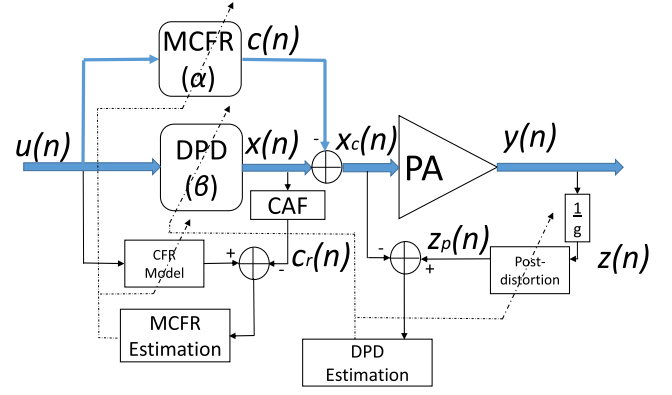 MCFR
(α)
c(n)
-
u(n)
DPD
(β)
x(n)
xc(n)
PA
y(n)
CAF
1
g
CFR
Model
+
-
cr(n)
-
+
zp(n)
Post-
distortion
z(n)
MCFR
Estimation
DPD
Estimation